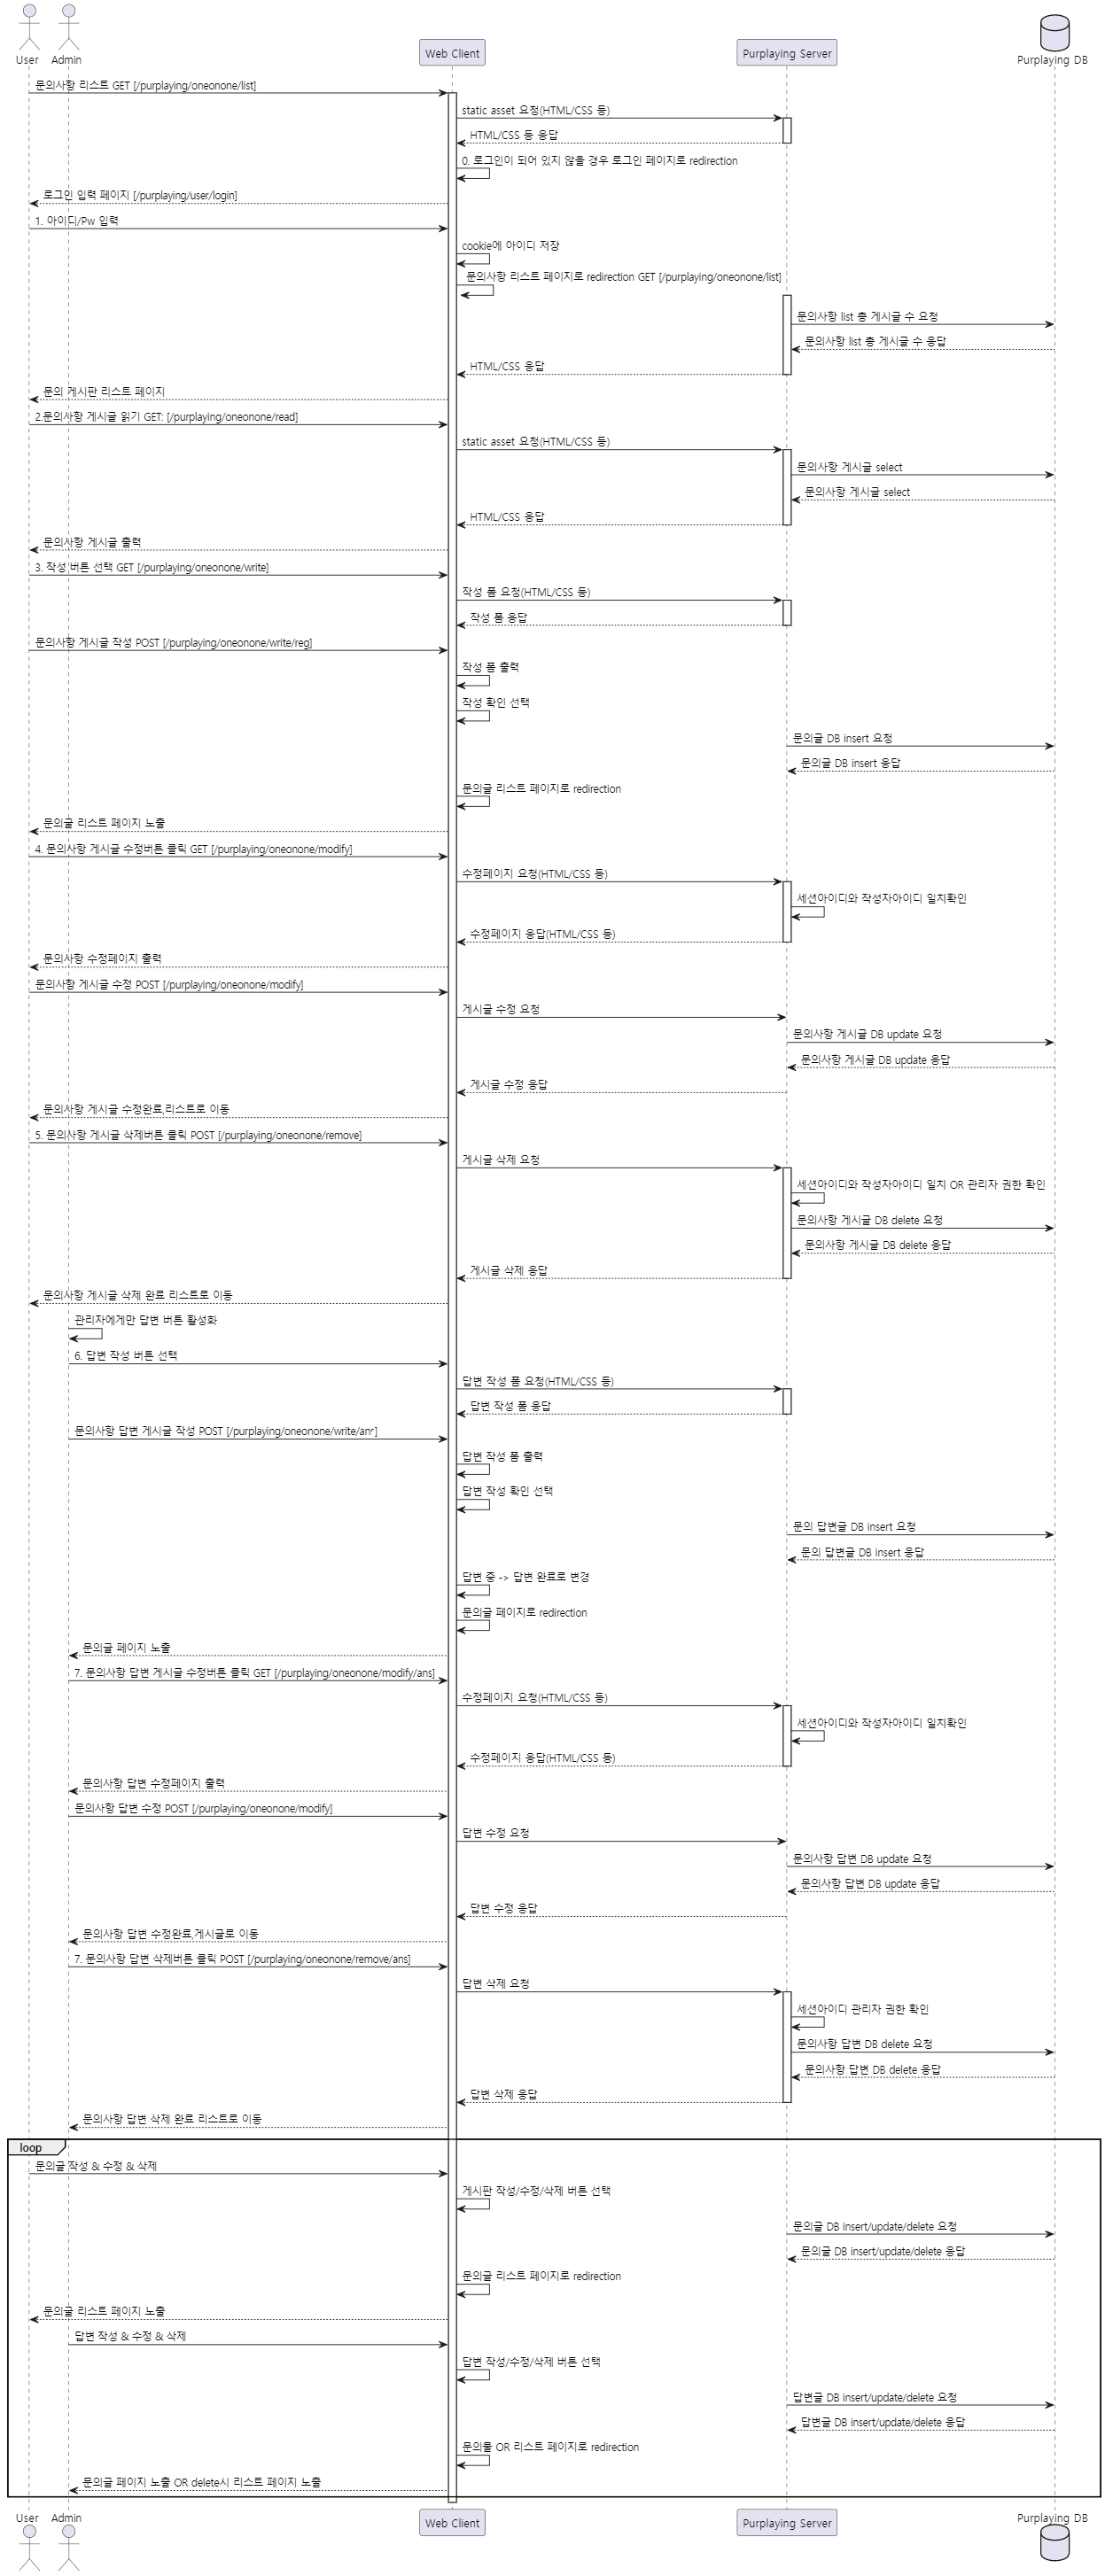 User
Admin
Web Client
Purplaying Server
Purplaying DB
문의사항 리스트 GET [/purplaying/oneonone/list]
static asset 요청(HTML/CSS 등)
HTML/CSS 등 응답
0. 로그인이 되어 있지 않을 경우 로그인 페이지로 redirection
로그인 입력 페이지 [/purplaying/user/login]
1. 아이디/Pw 입력
cookie에 아이디 저장
문의사항 리스트 페이지로 redirection GET [/purplaying/oneonone/list]
문의사항 list 총 게시글 수 요청
문의사항 list 총 게시글 수 응답
HTML/CSS 응답
문의 게시판 리스트 페이지
2.문의사항 게시글 읽기 GET: [/purplaying/oneonone/read]
static asset 요청(HTML/CSS 등)
문의사항 게시글 select
문의사항 게시글 select
HTML/CSS 응답
문의사항 게시글 출력
3. 작성 버튼 선택 GET [/purplaying/oneonone/write]
작성 폼 요청(HTML/CSS 등)
작성 폼 응답
문의사항 게시글 작성 POST [/purplaying/oneonone/write/reg]
작성 폼 출력
작성 확인 선택
문의글 DB insert 요청
문의글 DB insert 응답
문의글 리스트 페이지로 redirection
문의글 리스트 페이지 노출
4. 문의사항 게시글 수정버튼 클릭 GET [/purplaying/oneonone/modify]
수정페이지 요청(HTML/CSS 등)
세션아이디와 작성자아이디 일치확인
수정페이지 응답(HTML/CSS 등)
문의사항 수정페이지 출력
문의사항 게시글 수정 POST [/purplaying/oneonone/modify]
게시글 수정 요청
문의사항 게시글 DB update 요청
문의사항 게시글 DB update 응답
게시글 수정 응답
문의사항 게시글 수정완료,리스트로 이동
5. 문의사항 게시글 삭제버튼 클릭 POST [/purplaying/oneonone/remove]
게시글 삭제 요청
세션아이디와 작성자아이디 일치 OR 관리자 권한 확인
문의사항 게시글 DB delete 요청
문의사항 게시글 DB delete 응답
게시글 삭제 응답
문의사항 게시글 삭제 완료 리스트로 이동
관리자에게만 답변 버튼 활성화
6. 답변 작성 버튼 선택
답변 작성 폼 요청(HTML/CSS 등)
답변 작성 폼 응답
문의사항 답변 게시글 작성 POST [/purplaying/oneonone/write/ans]
답변 작성 폼 출력
답변 작성 확인 선택
문의 답변글 DB insert 요청
문의 답변글 DB insert 응답
답변 중 -> 답변 완료로 변경
문의글 페이지로 redirection
문의글 페이지 노출
7. 문의사항 답변 게시글 수정버튼 클릭 GET [/purplaying/oneonone/modify/ans]
수정페이지 요청(HTML/CSS 등)
세션아이디와 작성자아이디 일치확인
수정페이지 응답(HTML/CSS 등)
문의사항 답변 수정페이지 출력
문의사항 답변 수정 POST [/purplaying/oneonone/modify]
답변 수정 요청
문의사항 답변 DB update 요청
문의사항 답변 DB update 응답
답변 수정 응답
문의사항 답변 수정완료,게시글로 이동
7. 문의사항 답변 삭제버튼 클릭 POST [/purplaying/oneonone/remove/ans]
답변 삭제 요청
세션아이디 관리자 권한 확인
문의사항 답변 DB delete 요청
문의사항 답변 DB delete 응답
답변 삭제 응답
문의사항 답변 삭제 완료 리스트로 이동
loop
문의글 작성 & 수정 & 삭제
게시판 작성/수정/삭제 버튼 선택
문의글 DB insert/update/delete 요청
문의글 DB insert/update/delete 응답
문의글 리스트 페이지로 redirection
문의글 리스트 페이지 노출
답변 작성 & 수정 & 삭제
답변 작성/수정/삭제 버튼 선택
답변글 DB insert/update/delete 요청
답변글 DB insert/update/delete 응답
문의물 OR 리스트 페이지로 redirection
문의글 페이지 노출 OR delete시 리스트 페이지 노출
User
Admin
Web Client
Purplaying Server
Purplaying DB